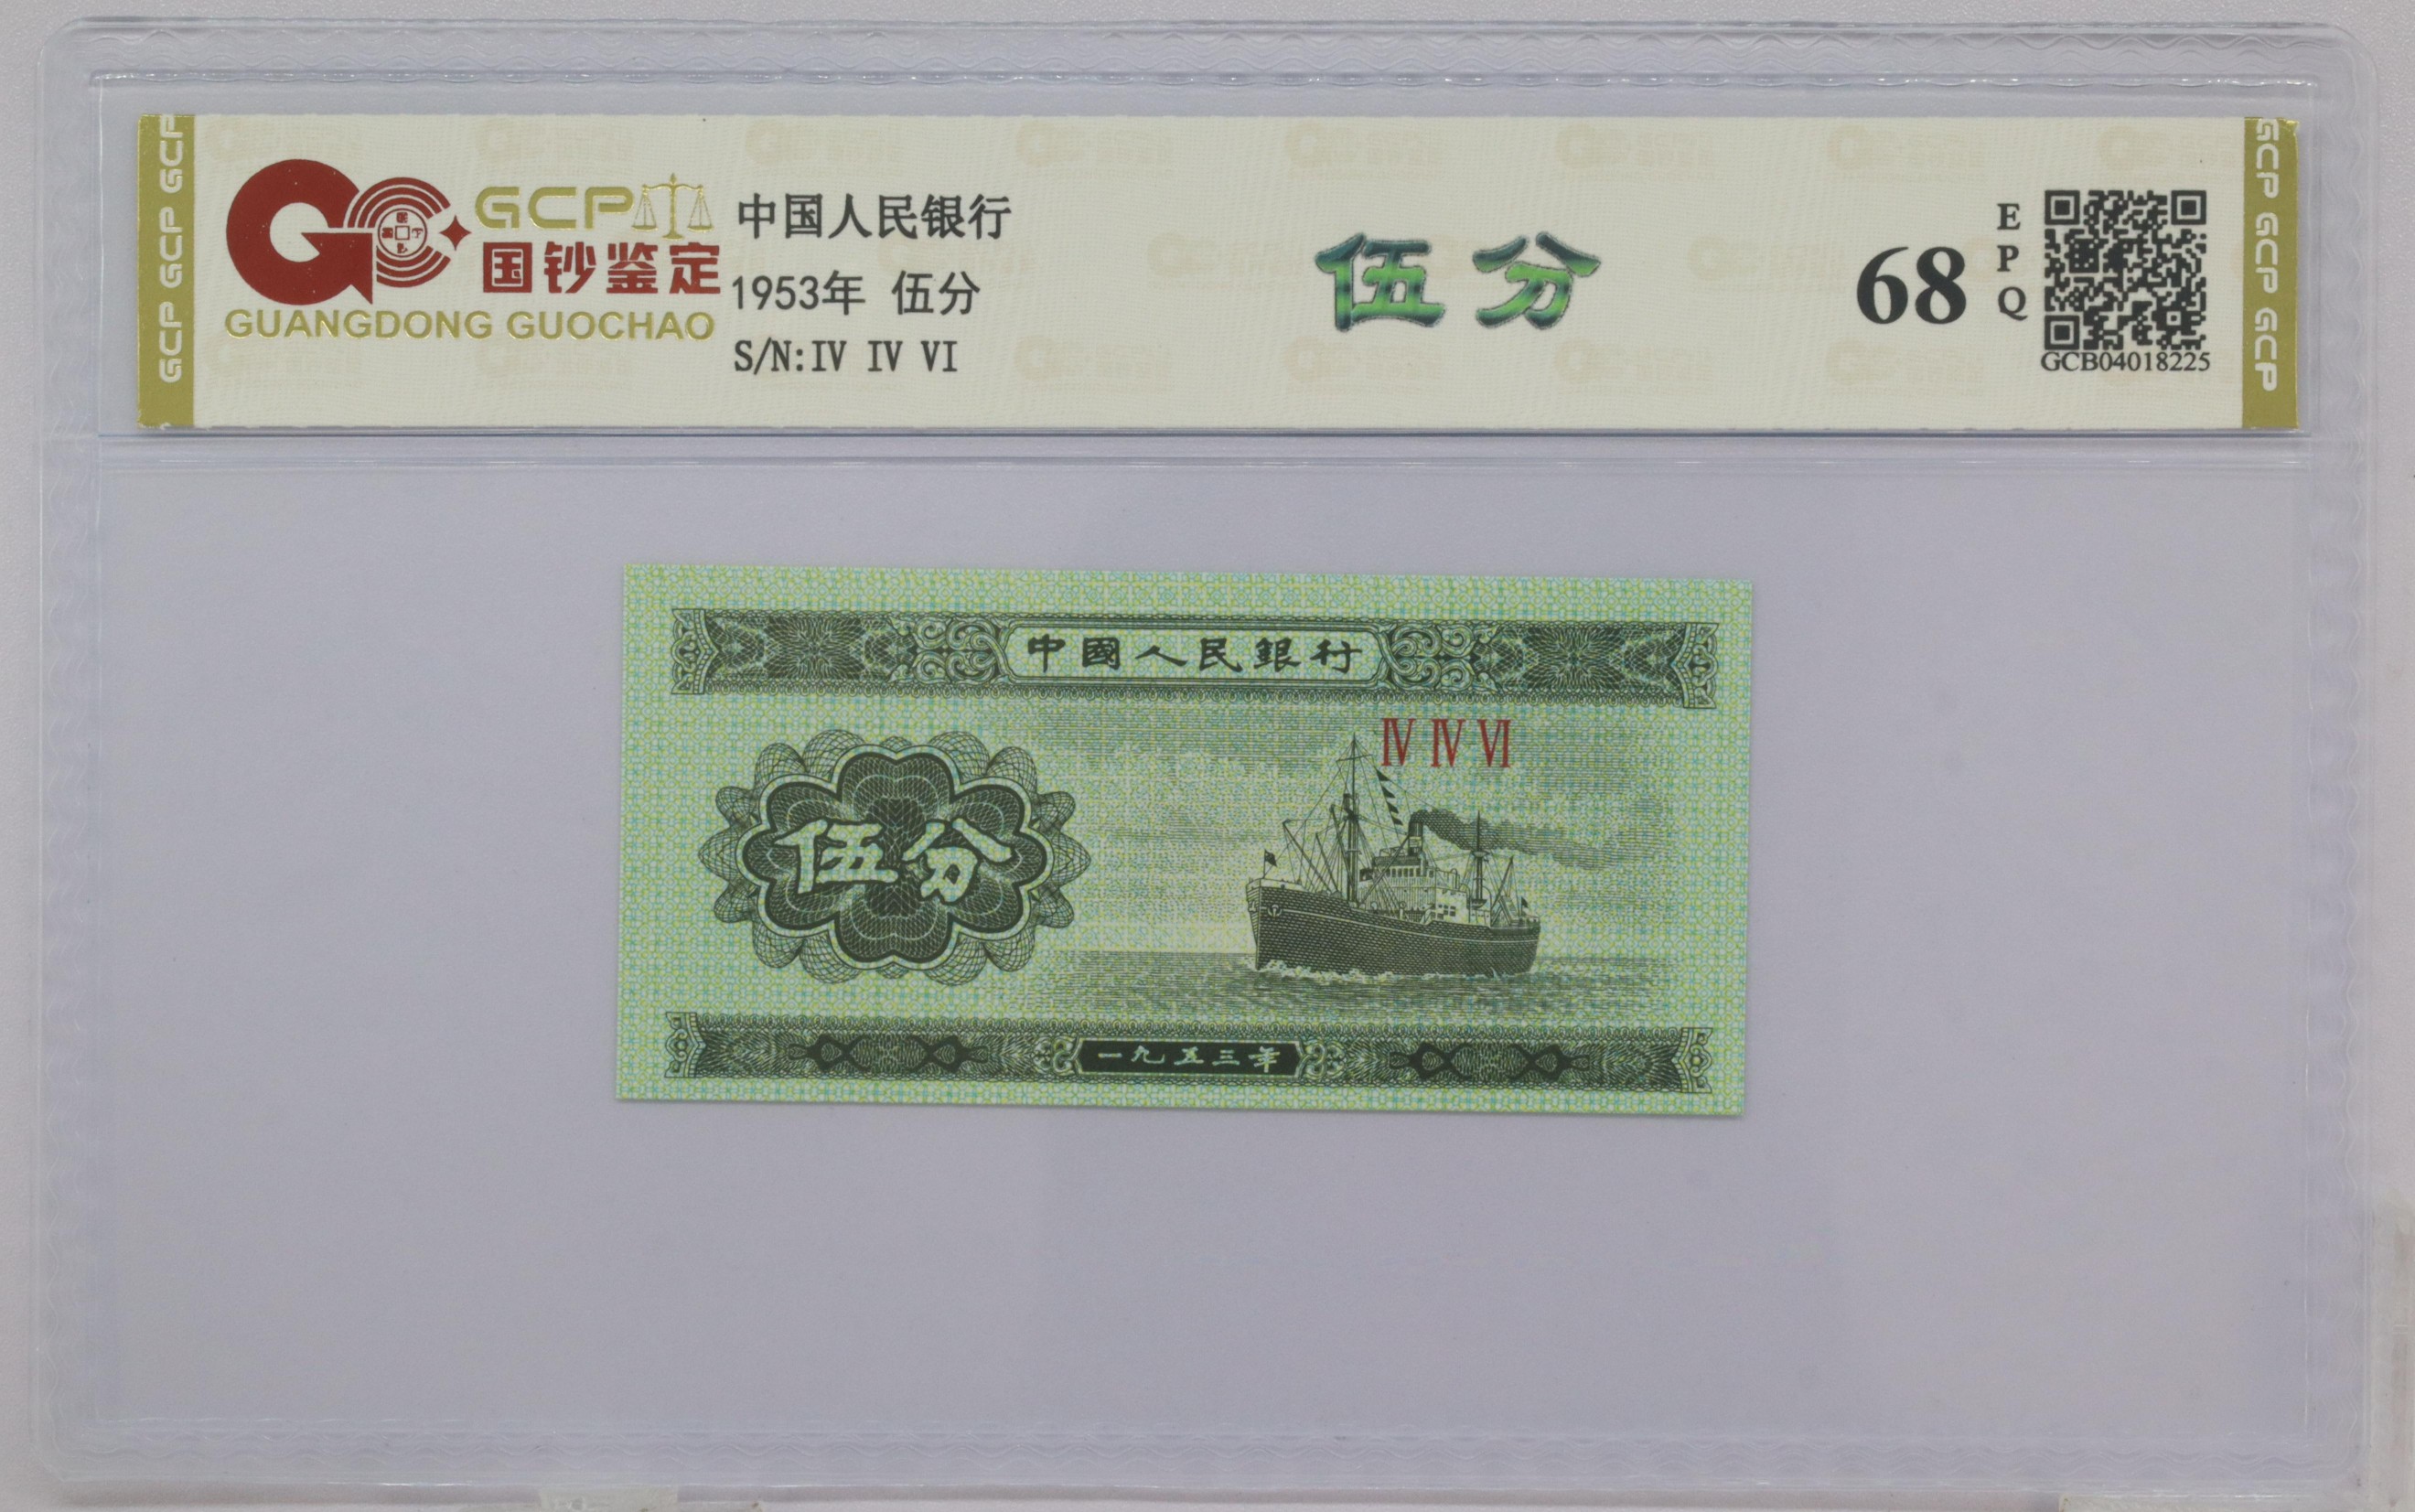 GCP GCP GCP
GCP
国钞鉴定
GUANGDONG GUOCHAO
中国人民银行
1953年 伍分
S/N:IV IV VI
伍分
68
EPQ
GCB04018225
GCP GCP GCP
中國人民銀行
Ⅳ Ⅳ Ⅵ
伍分
一九五三年